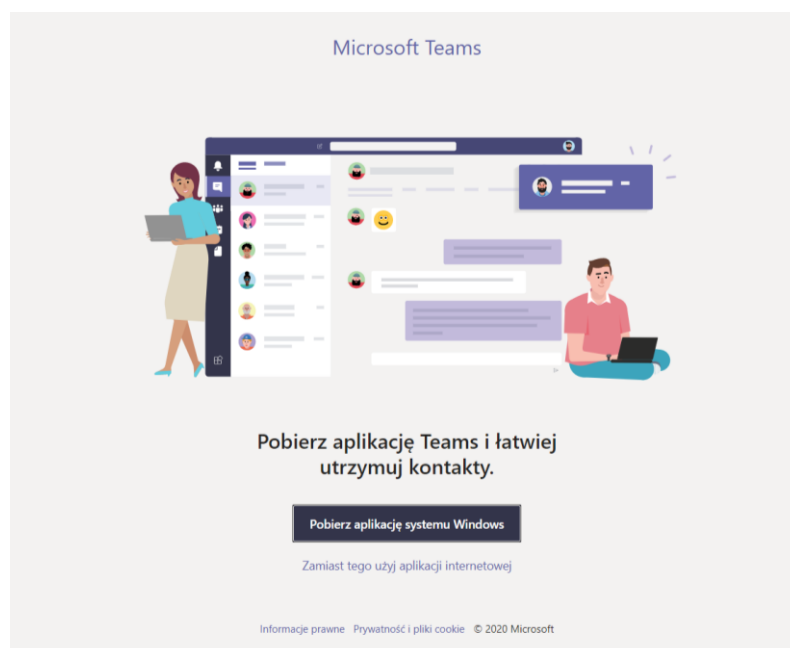 Microsoft Teams
Pobierz aplikację Teams i łatwiej
utrzymuj kontakty.
Pobierz aplikację systemu Windows
Zamiast tego użyj aplikacji internetowej
Informacje prawne Prywatność i pliki cookie © 2020 Microsoft